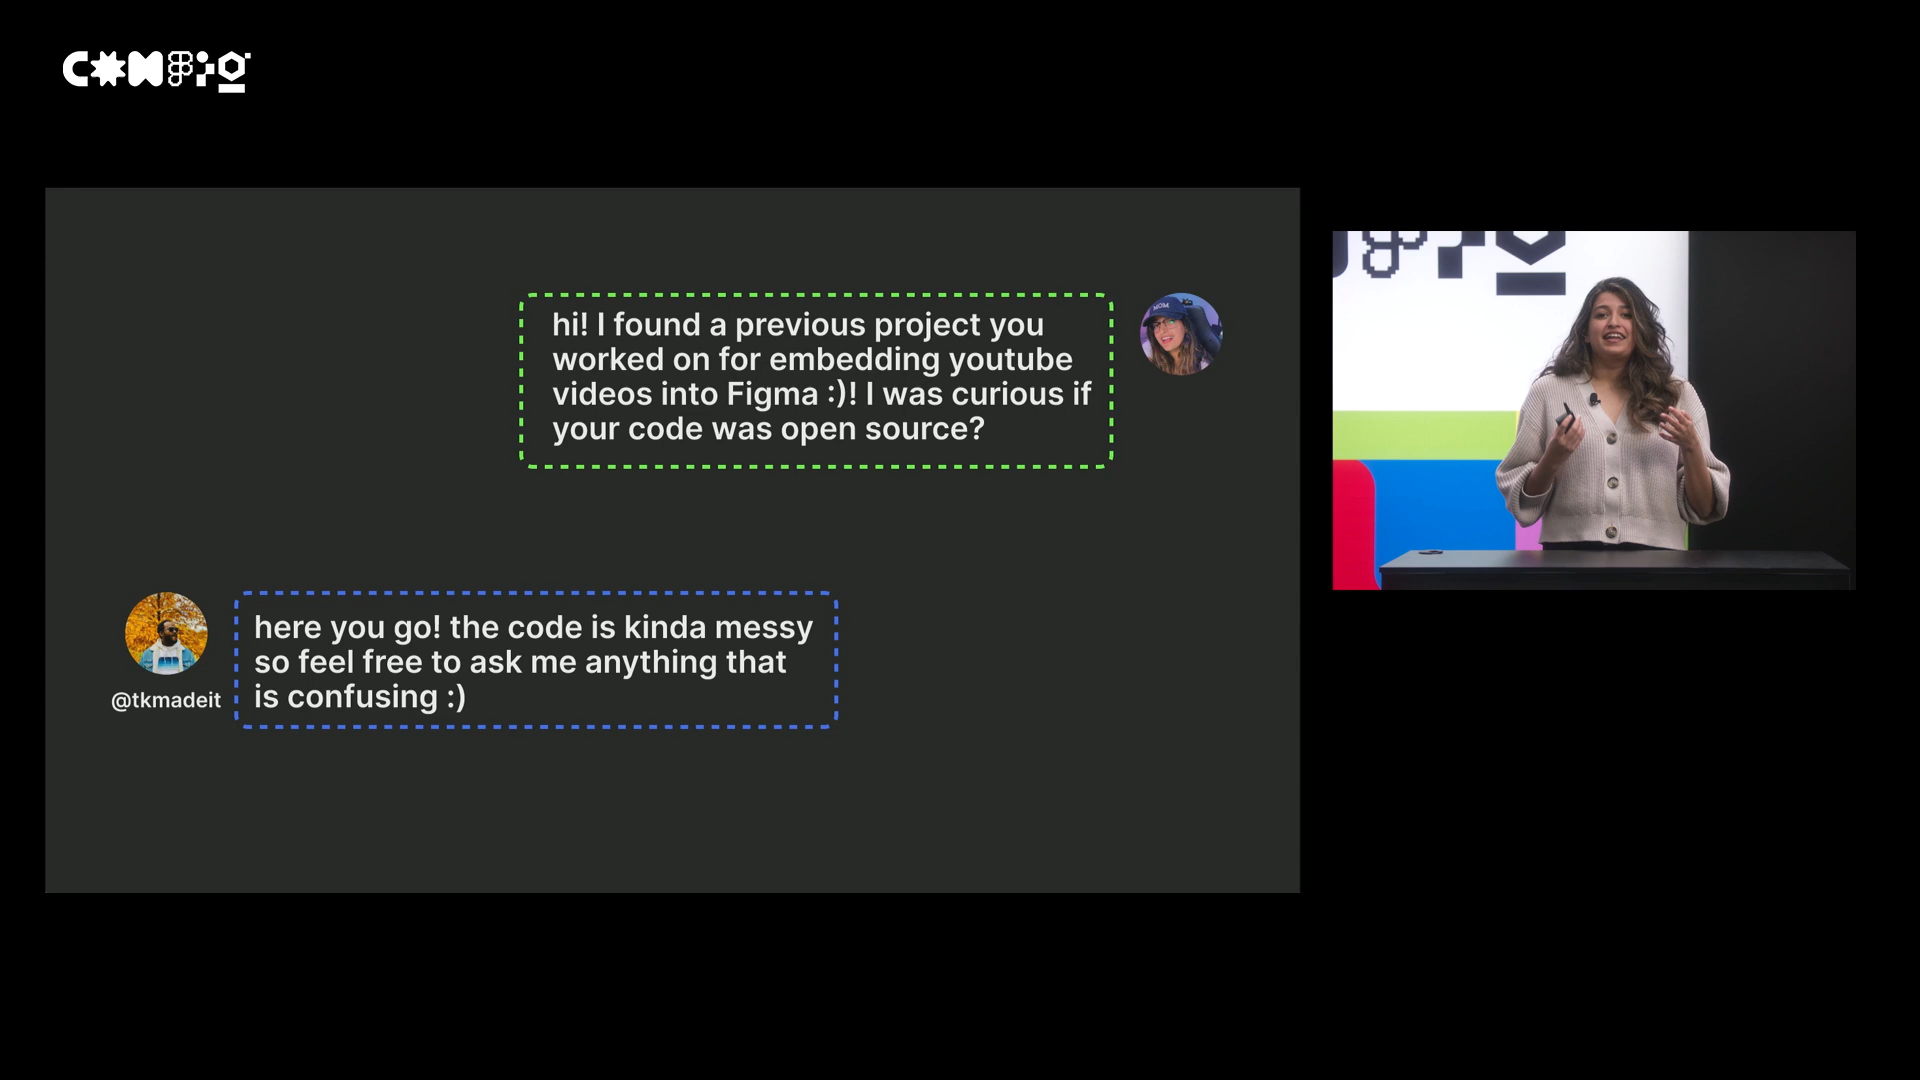 CONFIG
hi! I found a previous project you
worked on for embedding youtube
videos into Figma :)! I was curious if
your code was open source?
MOM
here you go! the code is kinda messy
so feel free to ask me anything that
is confusing :)
@tkmadeit